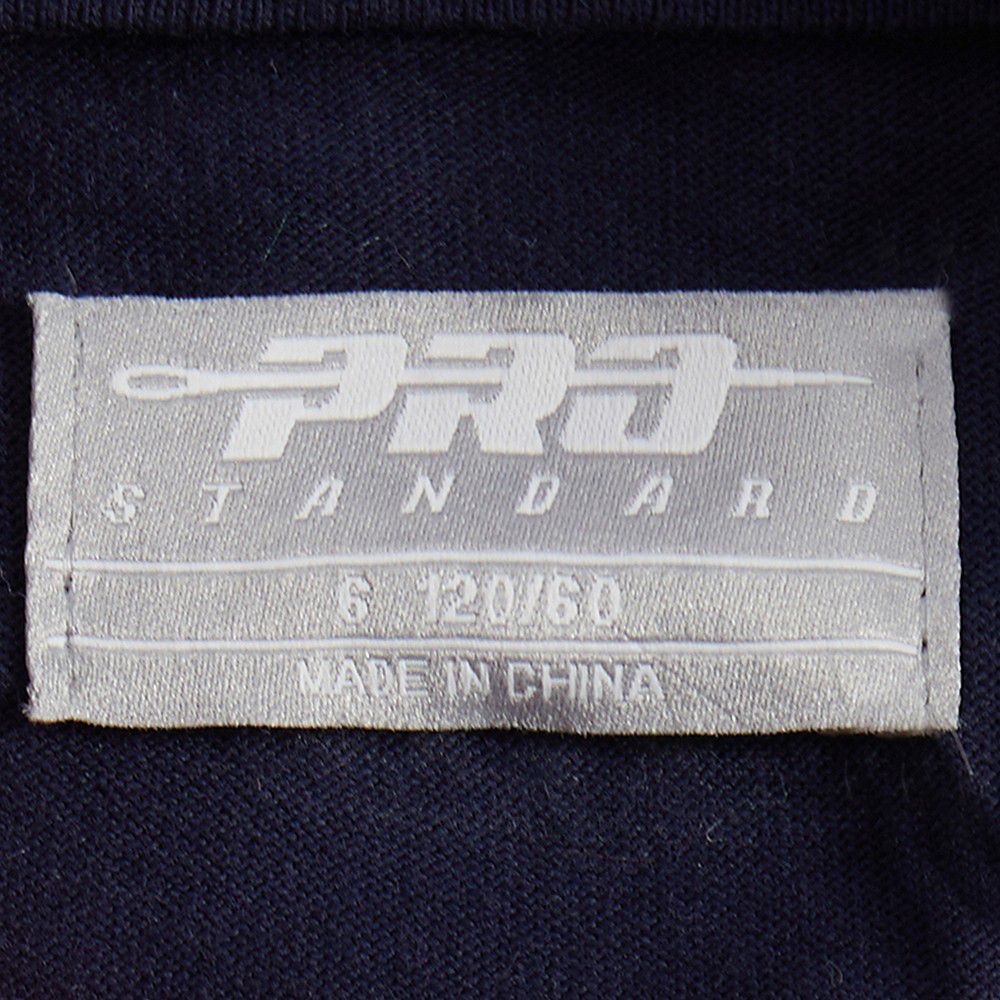 PRO
STANDARD
6 120/60
MADE IN CHINA